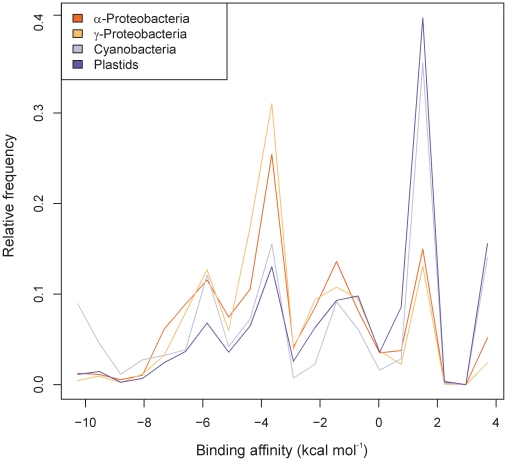 α-Proteobacteria
γ-Proteobacteria
Cyanobacteria
Plastids
Relative frequency
0.4
0.3
0.2
0.1
0.0
−10 −8 −6 −4 −2 0 2 4
Binding affinity (kcal mol⁻¹)